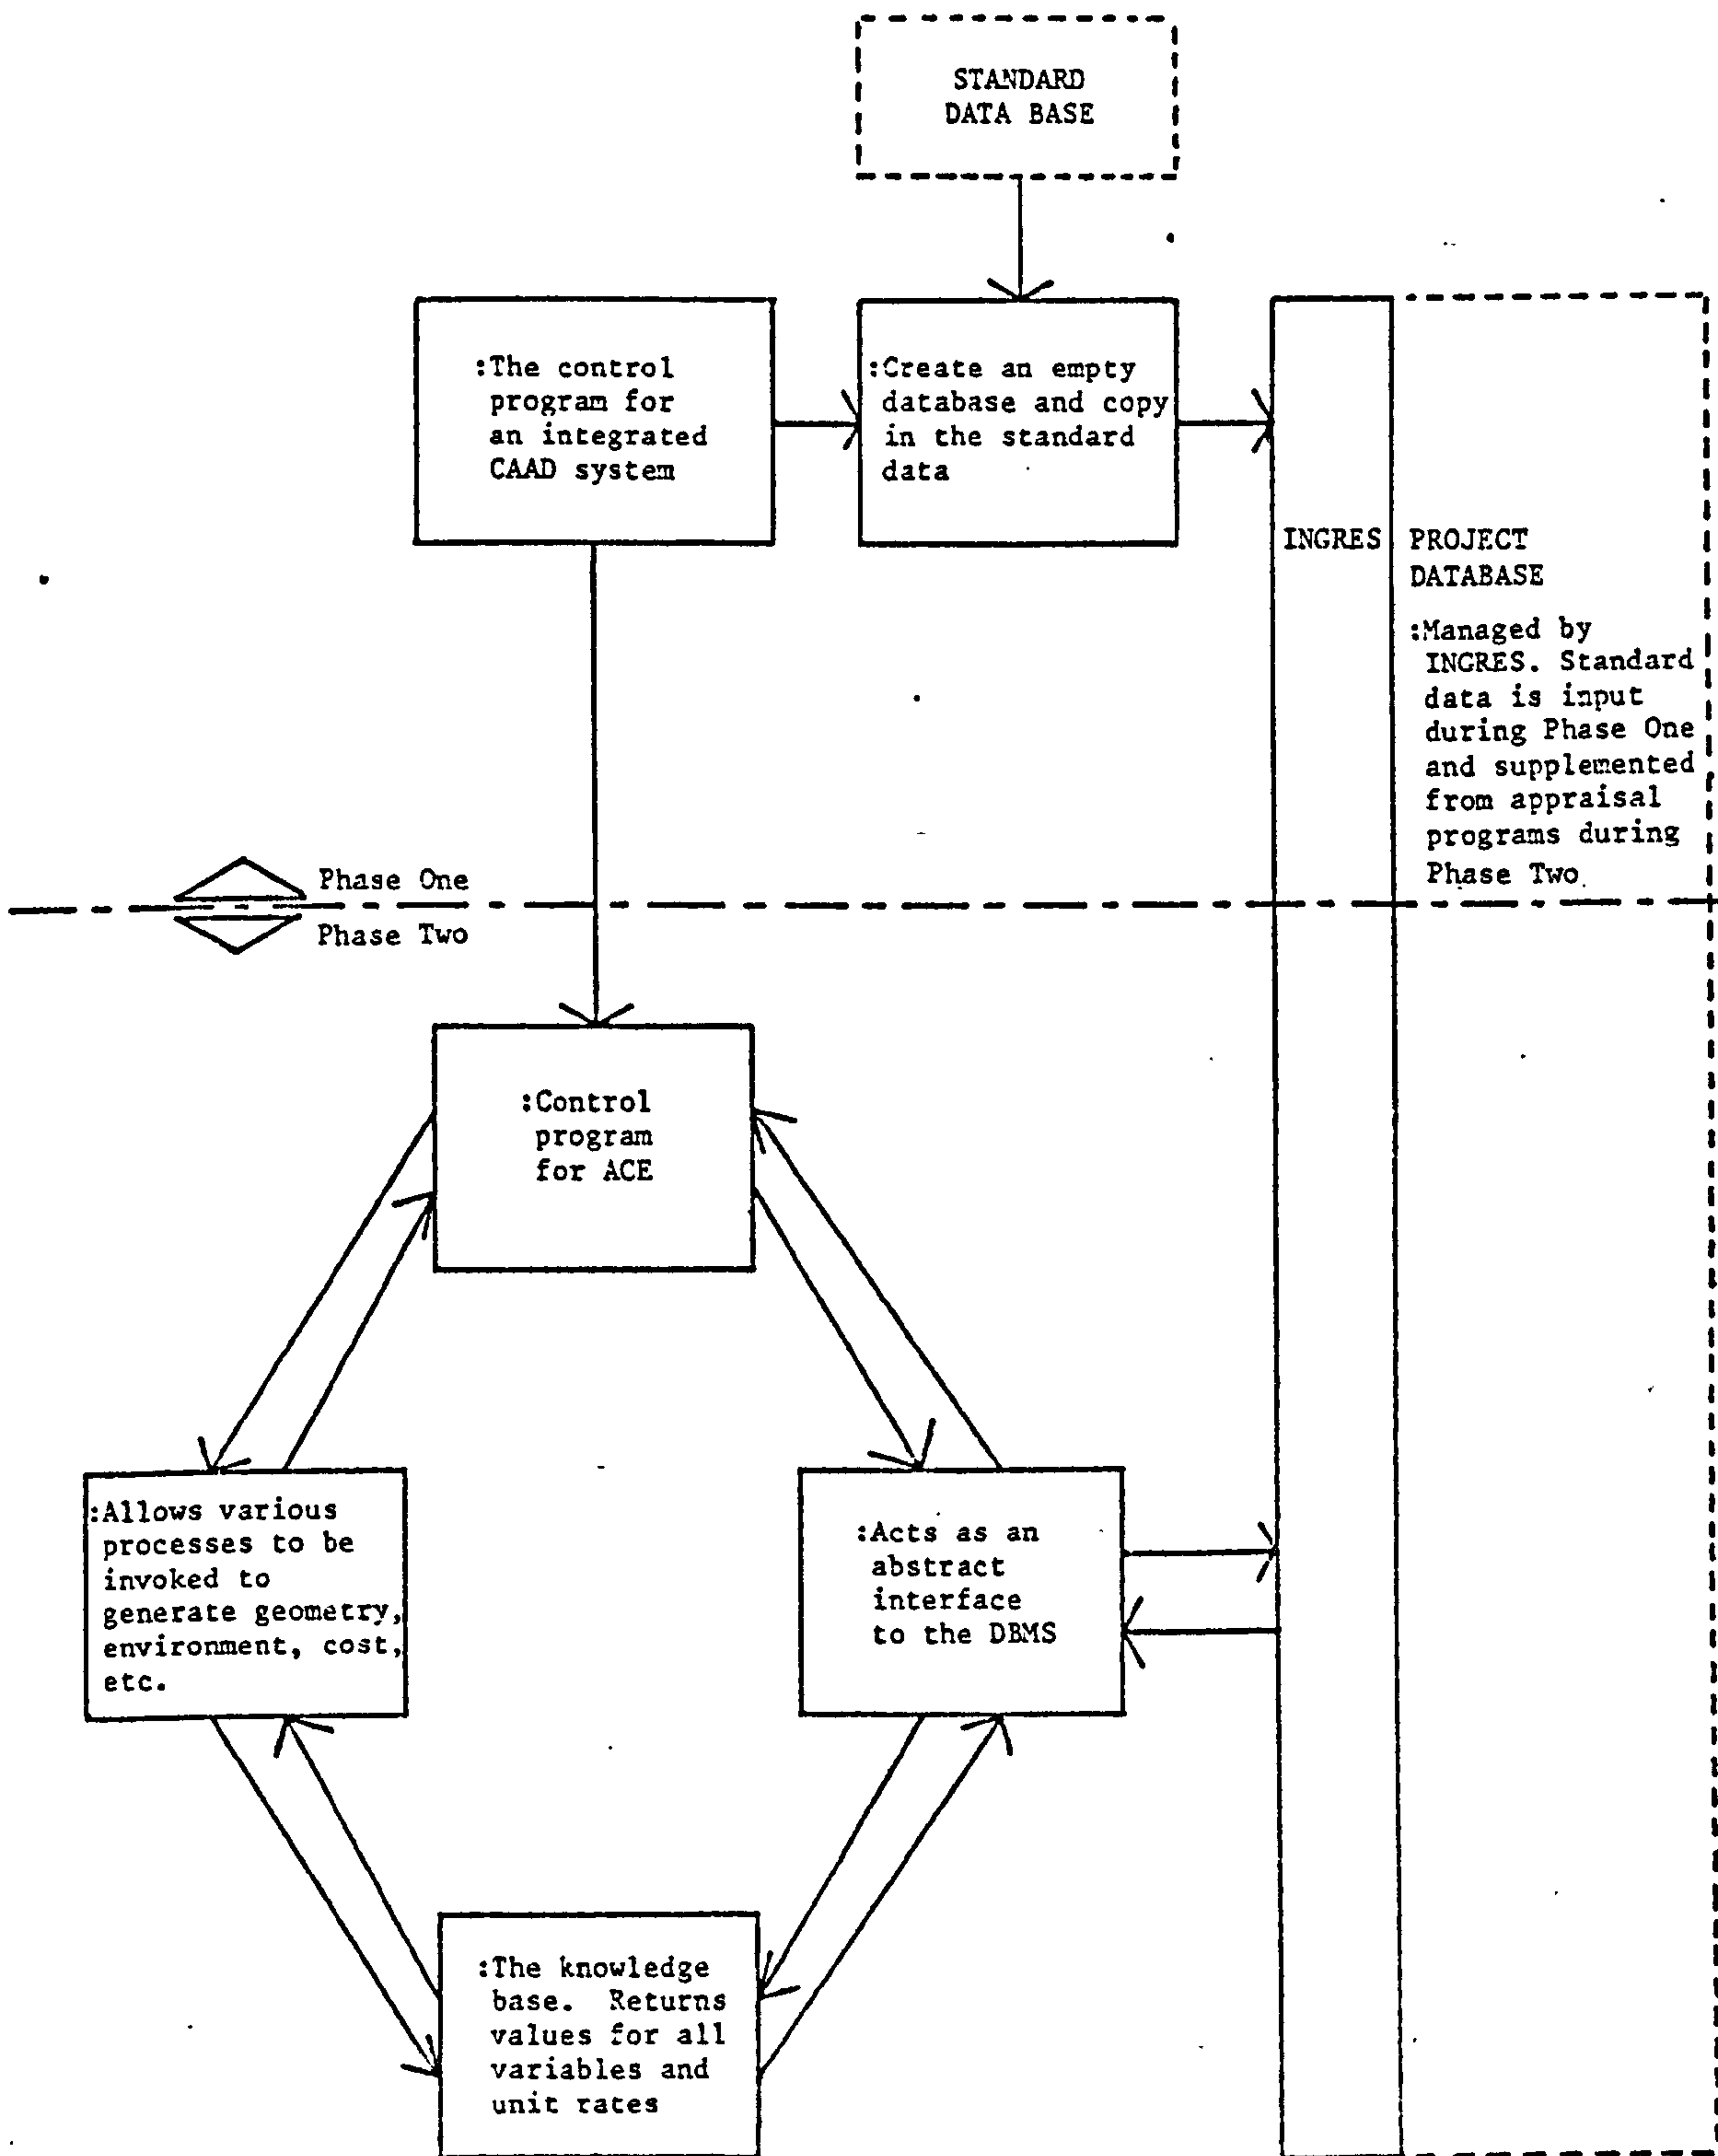 STANDARD
DATA BASE
:The control
program for
an integrated
CAAD system
:Create an empty
database and copy
in the standard
data
INGRES
PROJECT
DATABASE
:Managed by
INGRES. Standard
data is input
during Phase One
and supplemented
from appraisal
programs during
Phase Two
Phase One
Phase Two
:Control
program
for ACE
:Allows various
processes to be
invoked to
generate geometry,
environment, cost,
etc.
:Acts as an
abstract
interface
to the DBMS
:The knowledge
base. Returns
values for all
variables and
unit rates